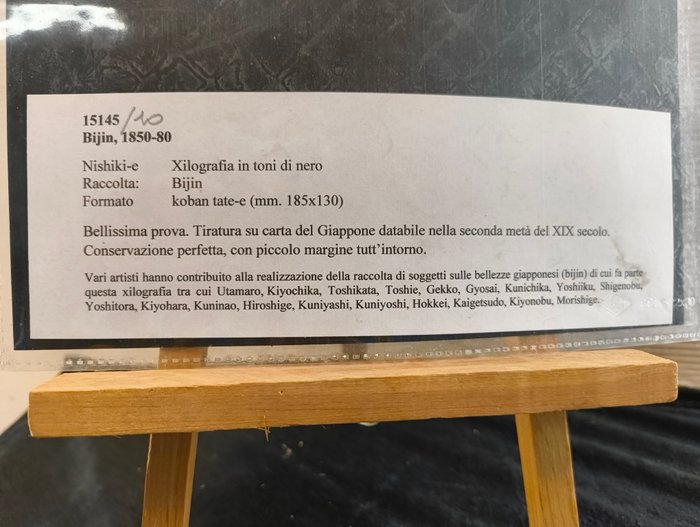 15145/10
Bijin, 1850-80
Nishiki-e Xilografia in toni di nero
Raccolta: Bijin
Formato koban tate-e (mm. 185x130)
Bellissima prova. Tiratura su carta del Giappone databile nella seconda metà del XIX secolo.
Conservazione perfetta, con piccolo margine tutt'intorno.
Vari artisti hanno contribuito alla realizzazione della raccolta di soggetti sulle bellezze giapponesi (bijin) di cui fa parte
questa xilografia tra cui Utamaro, Kiyochika, Toshikata, Toshie, Gekko, Gyosai, Kunichika, Yoshiiku, Shigenobu,
Yoshitora, Kiyohara, Kuninao, Hiroshige, Kuniyashi, Kuniyoshi, Hokkei, Kaigetsudo, Kiyonobu, Morishige.